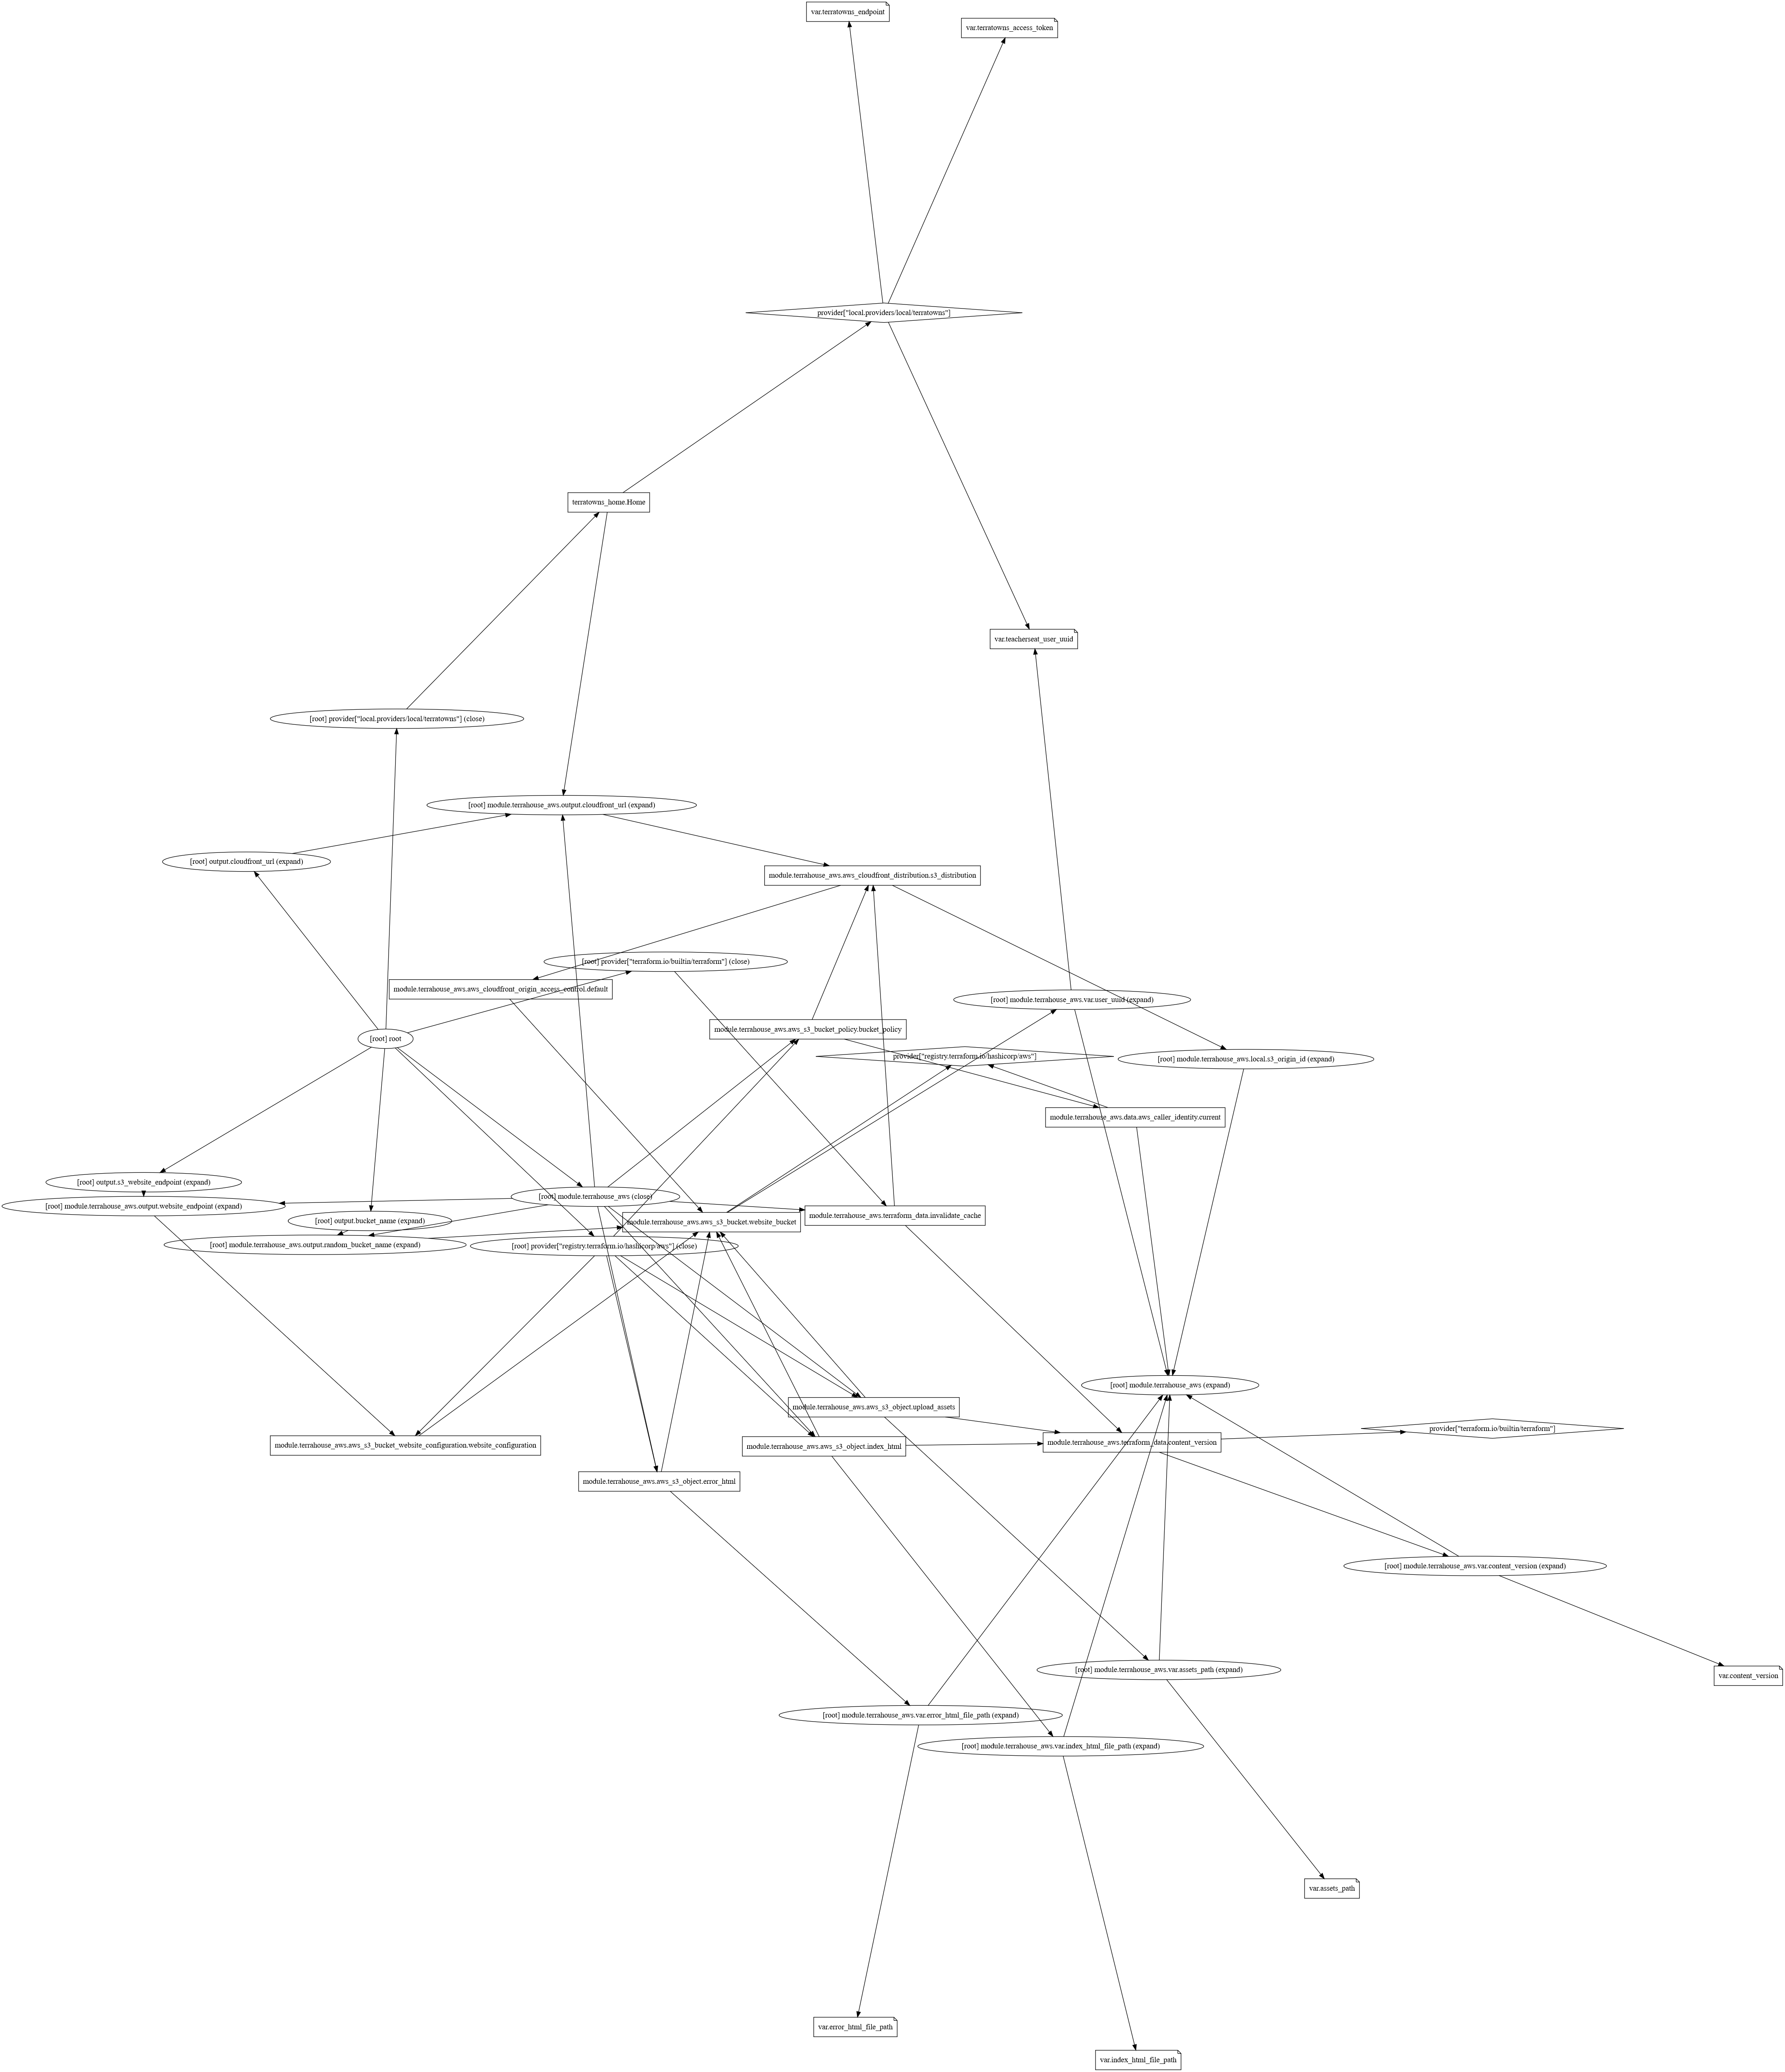 var.terratowns_endpoint
var.terratowns_access_token
provider["local.providers/local/terratowns"]
terratowns_home.Home
var.teacherseat_user_uuid
[root] provider["local.providers/local/terratowns"] (close)
[root] module.terrahouse_aws.output.cloudfront_url (expand)
[root] output.cloudfront_url (expand)
module.terrahouse_aws.aws_cloudfront_distribution.s3_distribution
[root] provider["terraform.io/builtin/terraform"] (close)
module.terrahouse_aws.aws_cloudfront_origin_access_control.default
[root] module.terrahouse_aws.var.user_uuid (expand)
module.terrahouse_aws.aws_s3_bucket_policy.bucket_policy
[root] root
provider["registry.terraform.io/hashicorp/aws"]
[root] module.terrahouse_aws.local.s3_origin_id (expand)
module.terrahouse_aws.data.aws_caller_identity.current
[root] output.s3_website_endpoint (expand)
[root] module.terrahouse_aws (close)
[root] module.terrahouse_aws.output.website_endpoint (expand)
module.terrahouse_aws.terraform_data.invalidate_cache
[root] output.bucket_name (expand)
module.terrahouse_aws.aws_s3_bucket.website_bucket
[root] module.terrahouse_aws.output.random_bucket_name (expand)
[root] provider["registry.terraform.io/hashicorp/aws"] (close)
[root] module.terrahouse_aws (expand)
module.terrahouse_aws.aws_s3_object.upload_assets
provider["terraform.io/builtin/terraform"]
module.terrahouse_aws.aws_s3_bucket_website_configuration.website_configuration
module.terrahouse_aws.aws_s3_object.index_html
module.terrahouse_aws.terraform_data.content_version
module.terrahouse_aws.aws_s3_object.error_html
[root] module.terrahouse_aws.var.content_version (expand)
[root] module.terrahouse_aws.var.assets_path (expand)
var.content_version
[root] module.terrahouse_aws.var.error_html_file_path (expand)
[root] module.terrahouse_aws.var.index_html_file_path (expand)
var.assets_path
var.error_html_file_path
var.index_html_file_path